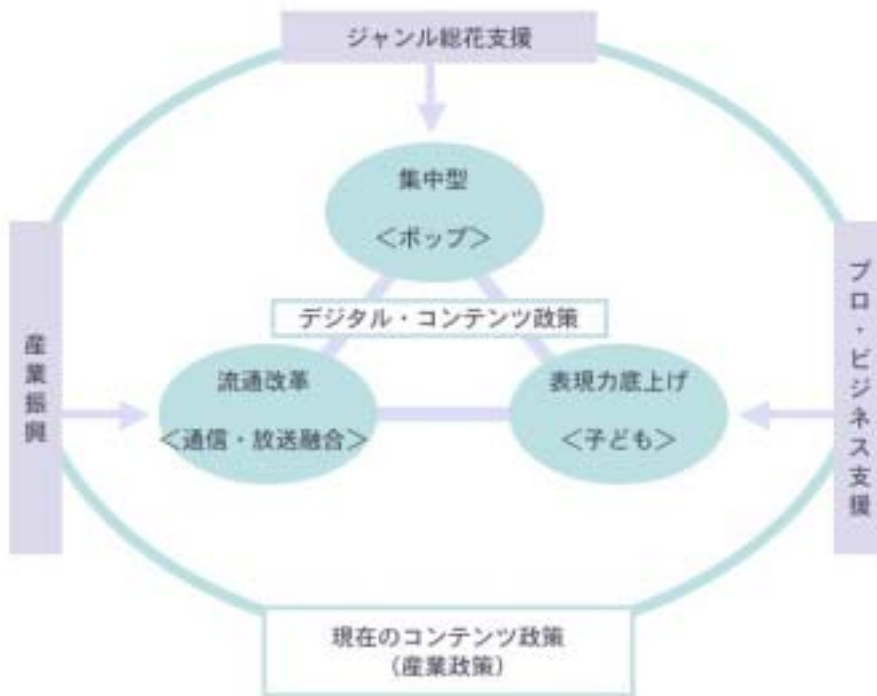 ジャンル総花支援
集中型
＜ポップ＞
デジタル・コンテンツ政策
産業振興
流通改革
＜通信・放送融合＞
表現力底上げ
＜子ども＞
プロ・ビジネス支援
現在のコンテンツ政策
（産業政策）